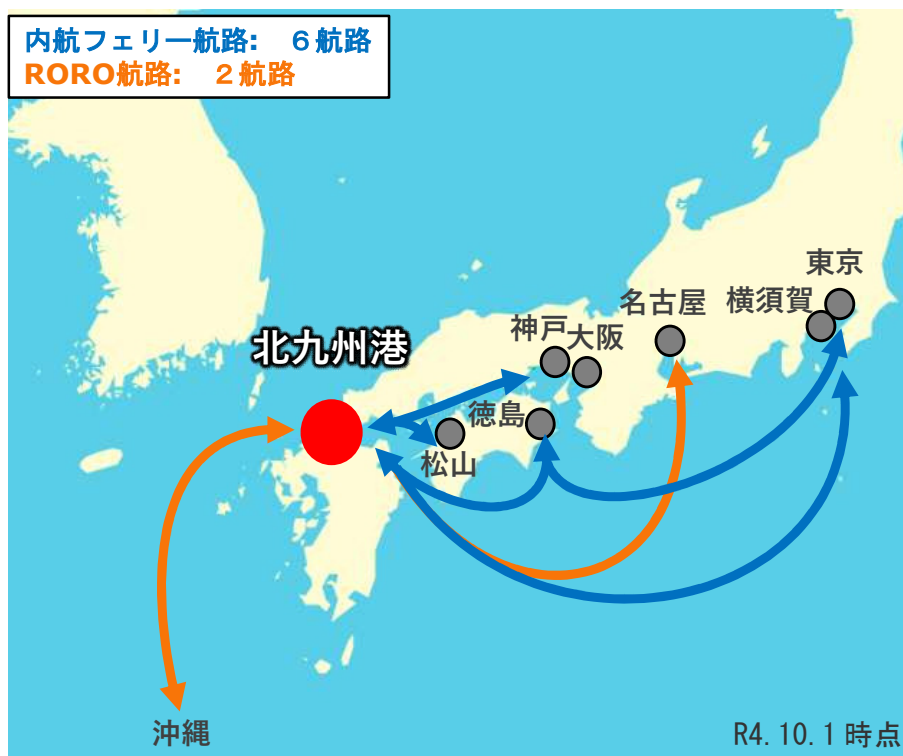 内航フェリー航路:　６航路
RORO航路:　２航路
東京
横須賀
名古屋
神戸
大阪
北九州港
徳島
松山
沖縄
R4.10.1時点